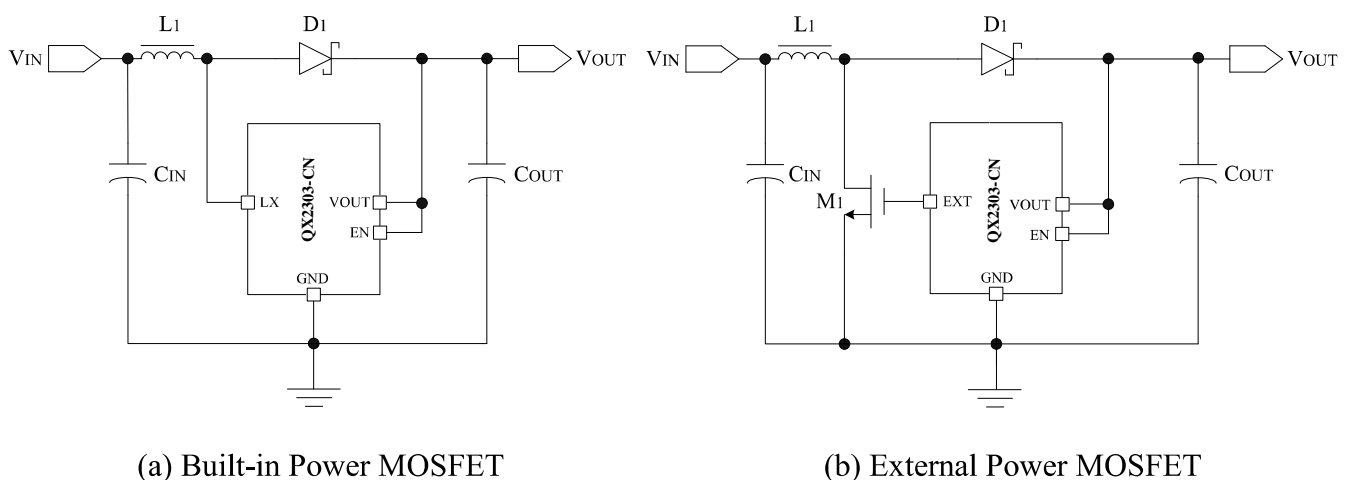 L1
D1
VIN
VOUT
CIN
QX2303-CN
LX
VOUT
EN
GND
COUT
(a) Built-in Power MOSFET
L1
D1
VIN
VOUT
CIN
M1
EXT
QX2303-CN
VOUT
EN
GND
COUT
(b) External Power MOSFET